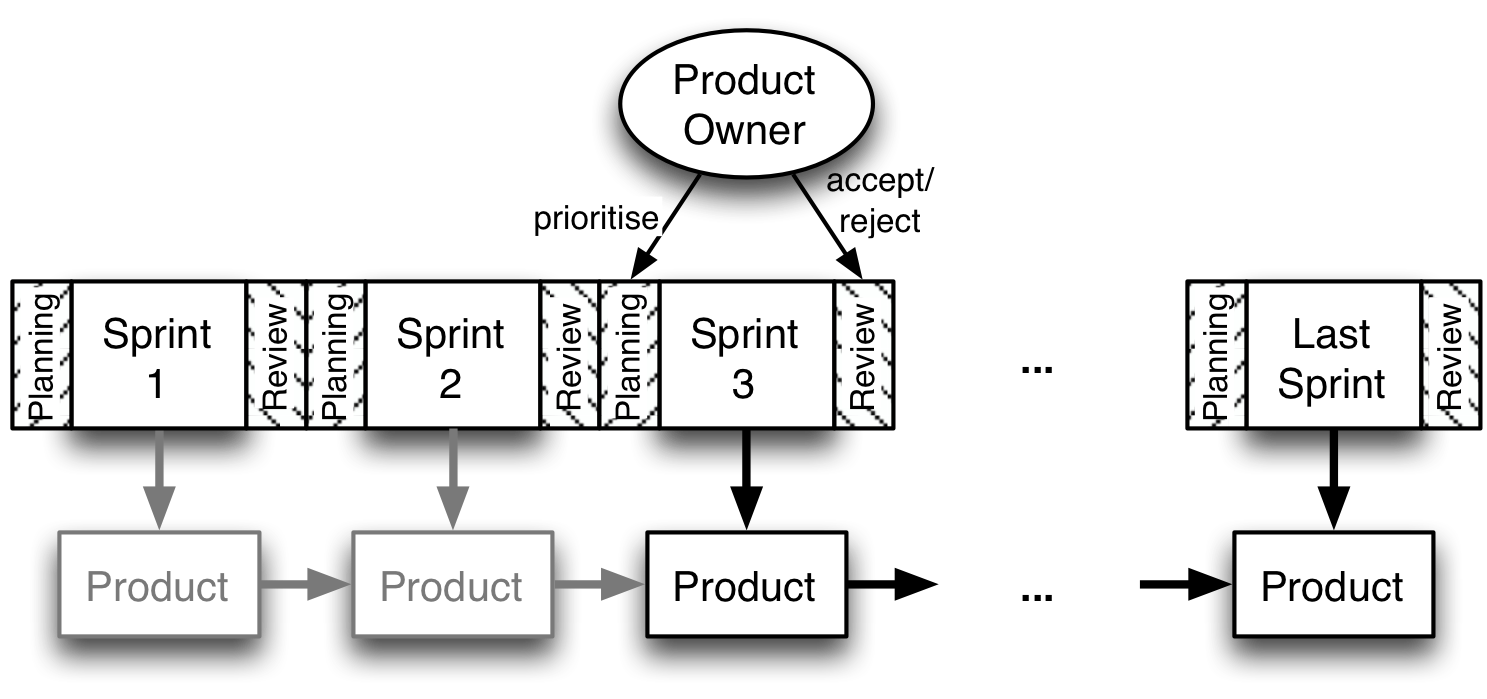 Product
Owner
prioritise
accept/
reject
Planning
Sprint
1
Review
Planning
Sprint
2
Review
Planning
Sprint
3
Review
...
Planning
Last
Sprint
Review
Product
Product
Product
...
Product